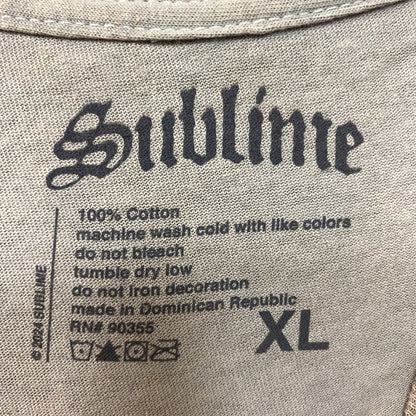 Sublime
100% Cotton
machine wash cold with like colors
do not bleach
tumble dry low
do not iron decoration
made in Dominican Republic
RN# 90355
XL
© 2024 SUBLIME